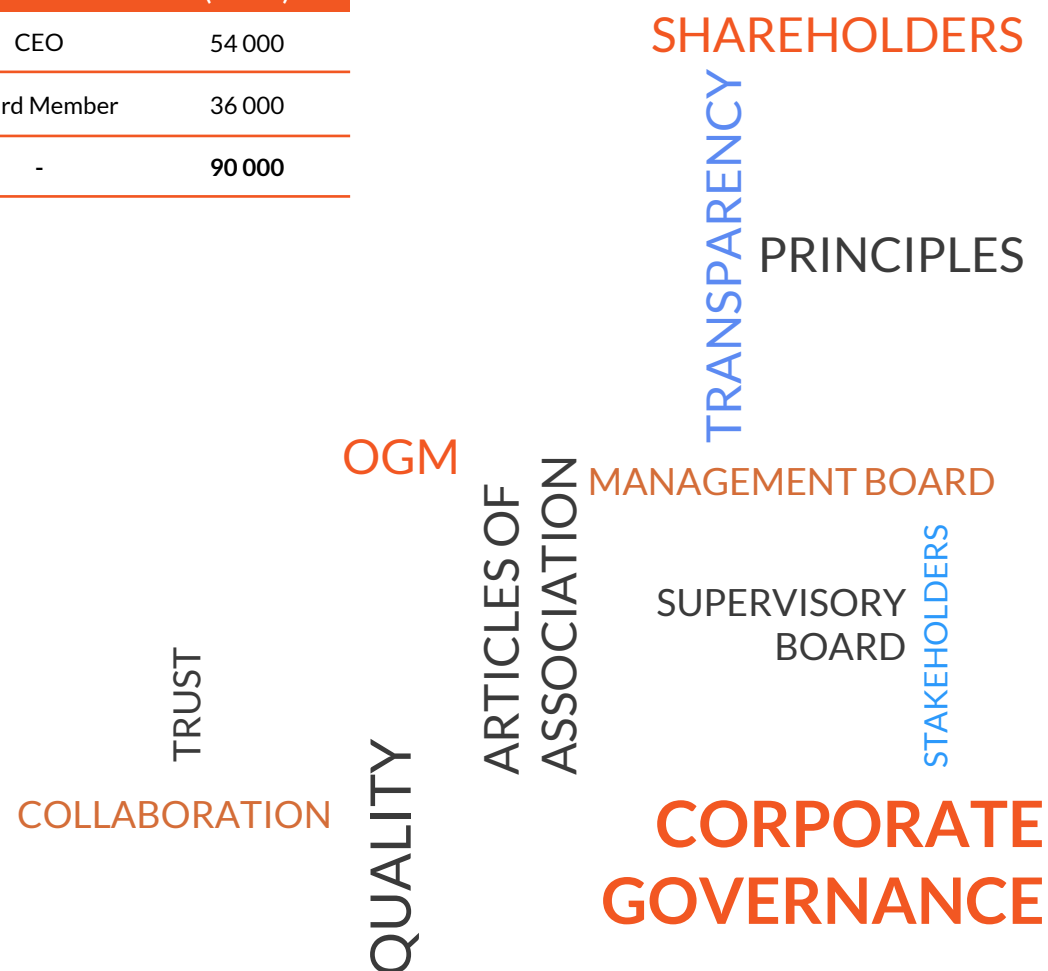 CEO 54 000
rd Member 36 000
- 90 000
SHAREHOLDERS
TRANSPARENCY
PRINCIPLES
OGM
ARTICLES OF
ASSOCIATION
MANAGEMENT BOARD
SUPERVISORY
BOARD
STAKEHOLDERS
TRUST
COLLABORATION
QUALITY
CORPORATE
GOVERNANCE